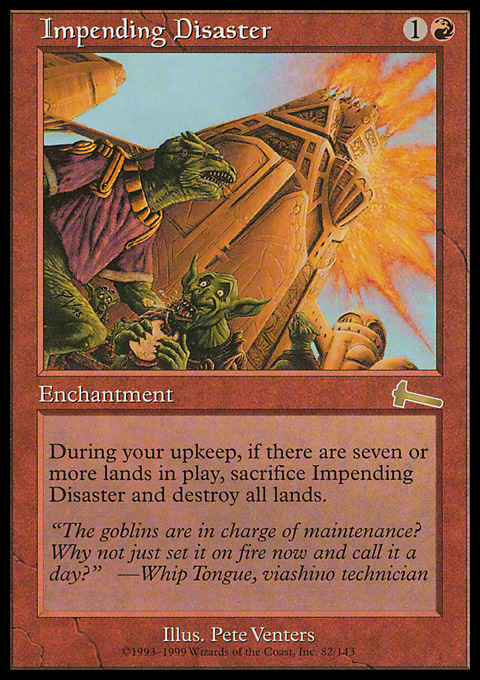 Impending Disaster 1
Enchantment
During your upkeep, if there are seven or
more lands in play, sacrifice Impending
Disaster and destroy all lands.
“The goblins are in charge of maintenance?
Why not just set it on fire now and call it a
day?” —Whip Tongue, viashino technician
Illus. Pete Venters
©1993–1999 Wizards of the Coast, Inc. 82/143